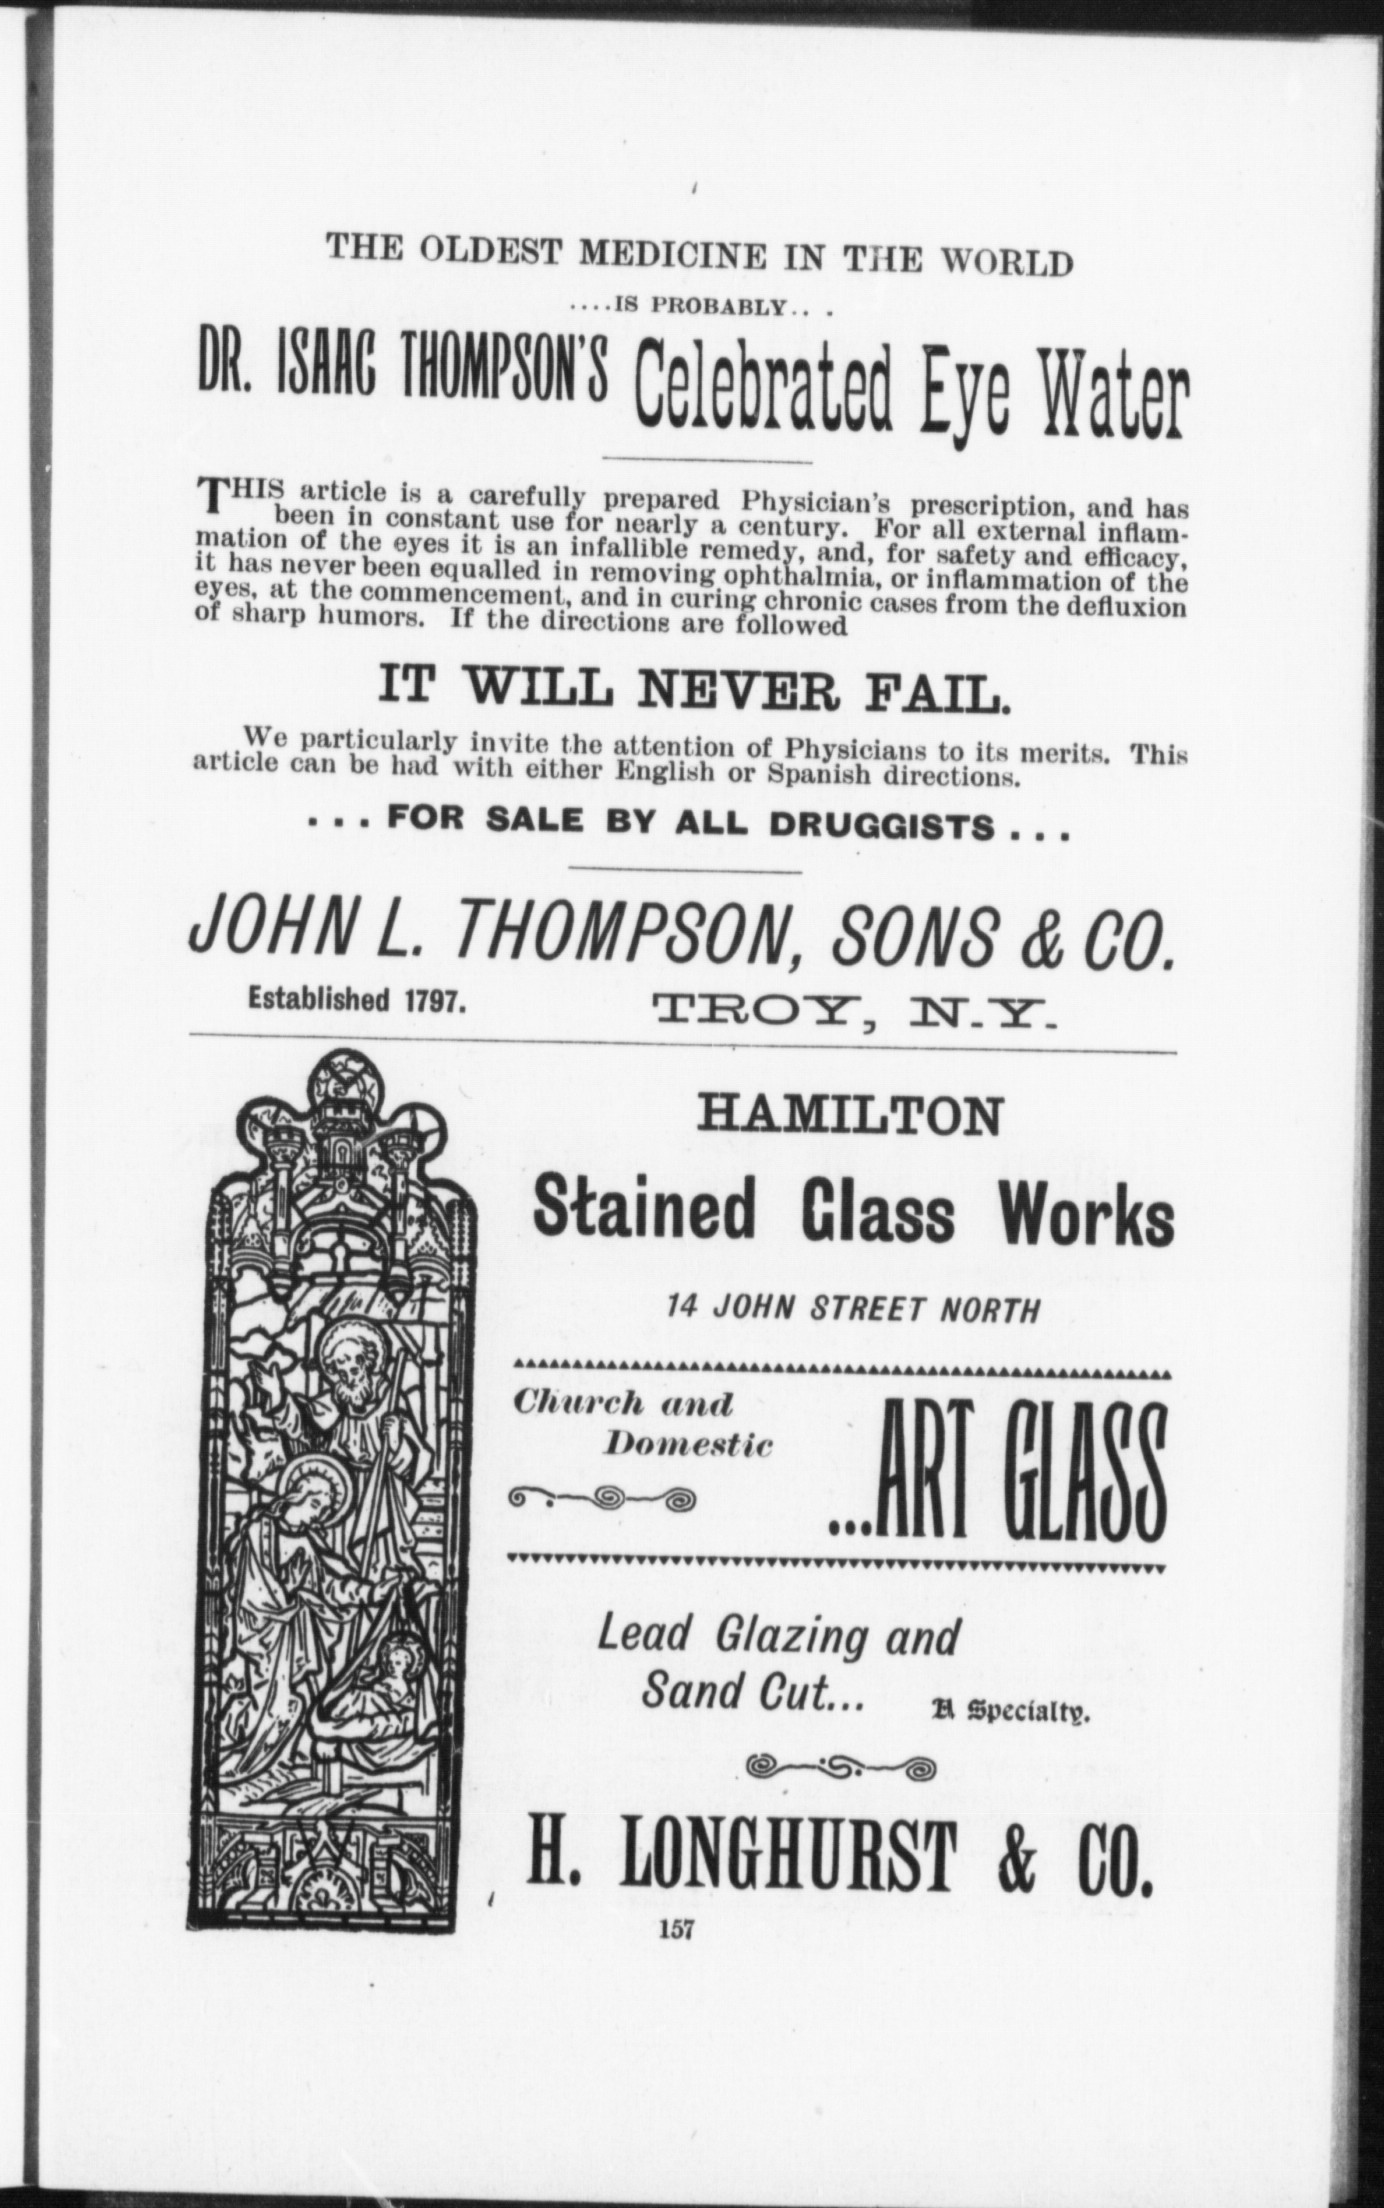 THE OLDEST MEDICINE IN THE WORLD
....IS PROBABLY.. .
DR. ISAAC THOMPSON'S Celebrated Eye Water
THIS article is a carefully prepared Physician's prescription, and has
been in constant use for nearly a century. For all external inflam-
mation of the eyes it is an infallible remedy, and, for safety and efficacy,
it has never been equalled in removing ophthalmia, or inflammation of the
eyes, at the commencement, and in curing chronic cases from the defluxion
of sharp humors. If the directions are followed
IT WILL NEVER FAIL.
We particularly invite the attention of Physicians to its merits. This
article can be had with either English or Spanish directions.
...FOR SALE BY ALL DRUGGISTS...
JOHN L. THOMPSON, SONS & CO.
Established 1797. TROY, N.Y.
HAMILTON
Stained Glass Works
14 JOHN STREET NORTH
Church and
Domestic
...ART GLASS
Lead Glazing and
Sand Cut... A Specialty.
H. LONGHURST & CO.
157